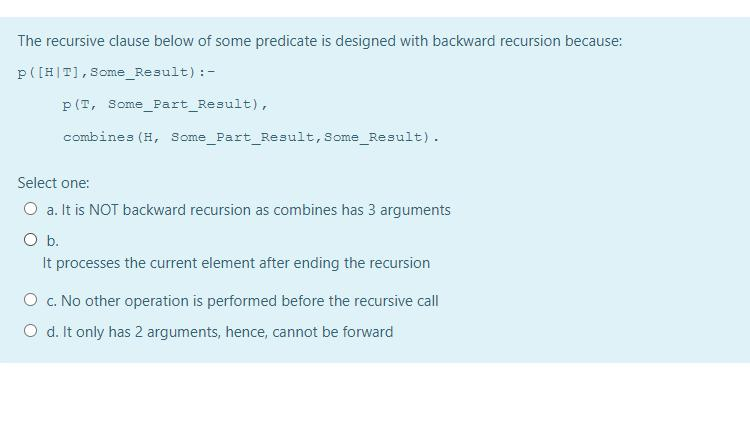 The recursive clause below of some predicate is designed with backward recursion because:
p([H|T],Some_Result):-
p(T, Some_Part_Result),
combines(H, Some_Part_Result,Some_Result).
Select one:
a. It is NOT backward recursion as combines has 3 arguments
b.
It processes the current element after ending the recursion
c. No other operation is performed before the recursive call
d. It only has 2 arguments, hence, cannot be forward